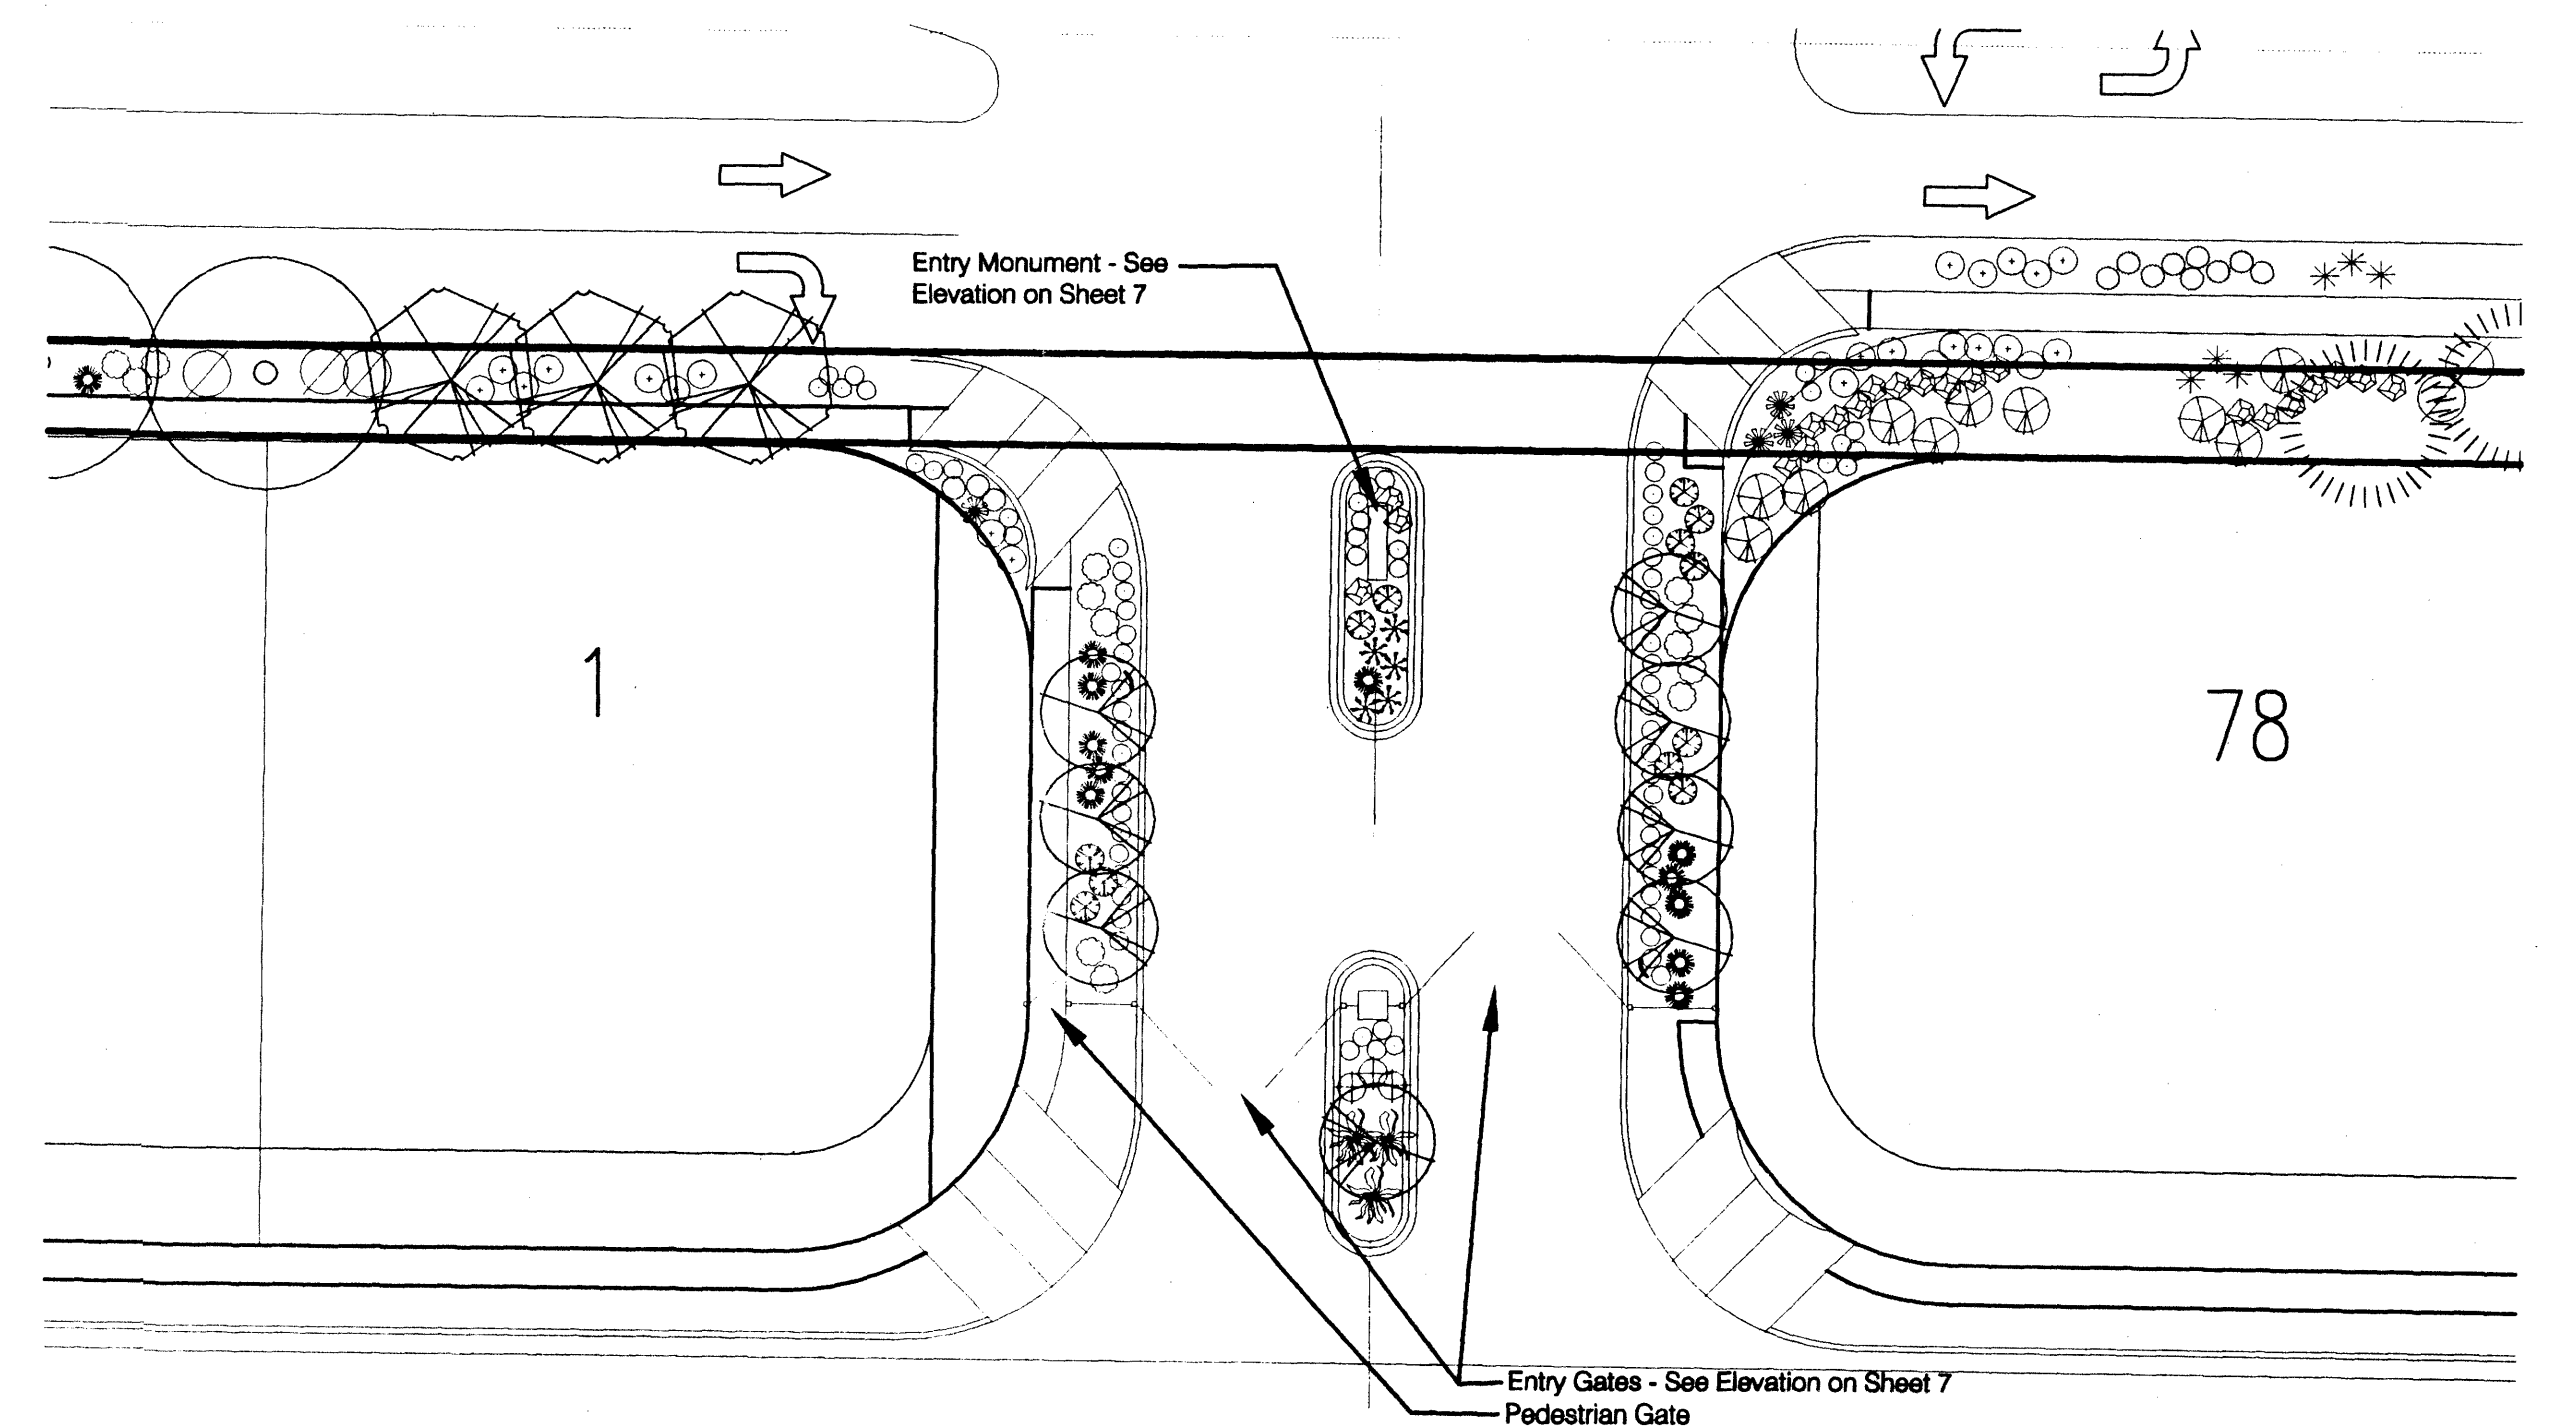 Entry Monument - See
Elevation on Sheet 7
1
78
Entry Gates - See Elevation on Sheet 7
Pedestrian Gate